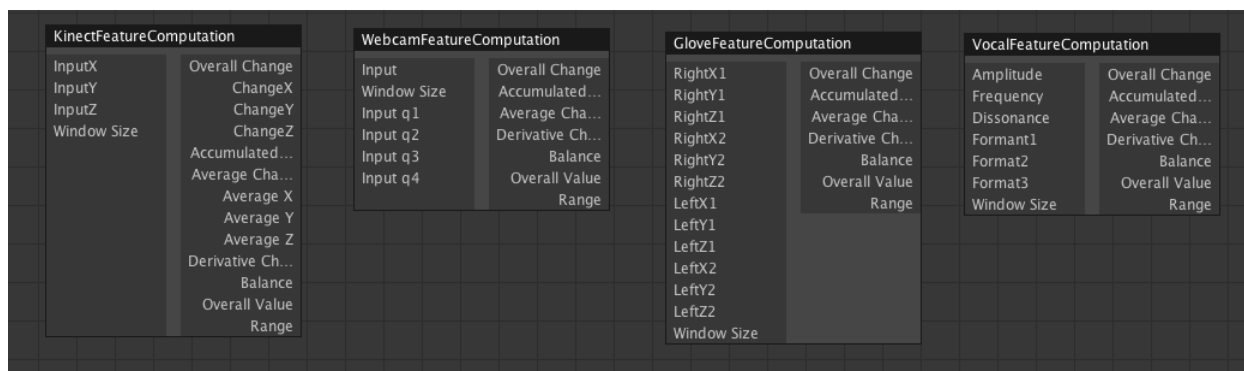 KinectFeatureComputation
InputX Overall Change
InputY ChangeX
InputZ ChangeY
Window Size ChangeZ
Accumulated...
Average Cha...
Average X
Average Y
Average Z
Derivative Ch...
Balance
Overall Value
Range
WebcamFeatureComputation
Input Overall Change
Window Size Accumulated...
Input q1 Average Cha...
Input q2 Derivative Ch...
Input q3 Balance
Input q4 Overall Value
Range
GloveFeatureComputation
RightX1 Overall Change
RightY1 Accumulated...
RightZ1 Average Cha...
RightX2 Derivative Ch...
RightY2 Balance
RightZ2 Overall Value
LeftX1 Range
LeftY1
LeftZ1
LeftX2
LeftY2
LeftZ2
Window Size
VocalFeatureComputation
Amplitude Overall Change
Frequency Accumulated...
Dissonance Average Cha...
Formant1 Derivative Ch...
Format2 Balance
Format3 Overall Value
Window Size Range